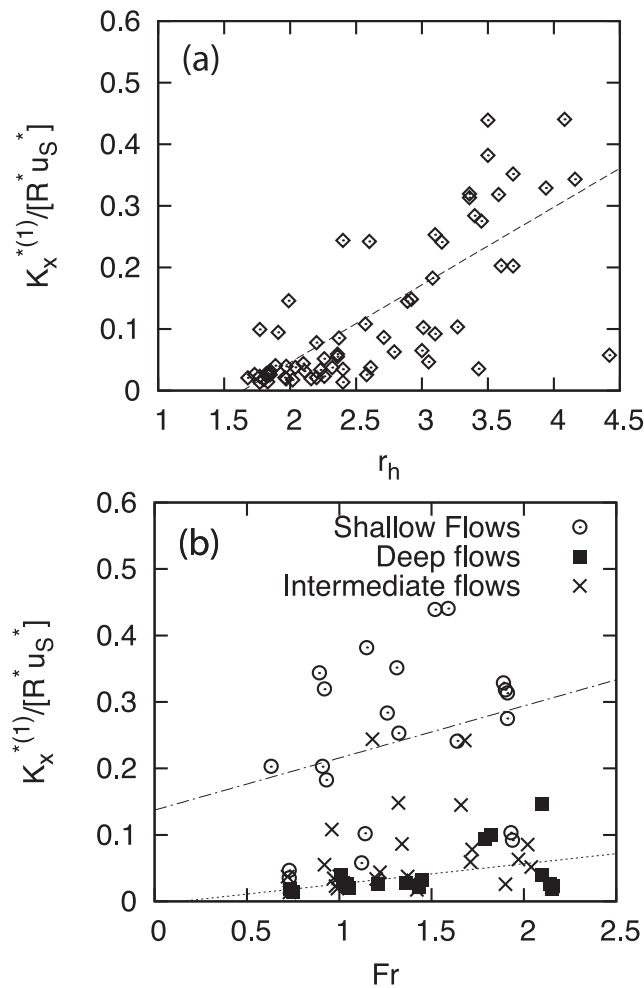 0.6
(a)
0.5
0.4
0.3
0.2
0.1
0
1 1.5 2 2.5 3 3.5 4 4.5
K_x^{*(1)}/[R^* u_S^*]
r_h
0.6
(b)
Shallow Flows
0.5
Deep flows
Intermediate flows
0.4
0.3
0.2
0.1
0
0 0.5 1 1.5 2 2.5
K_x^{*(1)}/[R^* u_S^*]
Fr